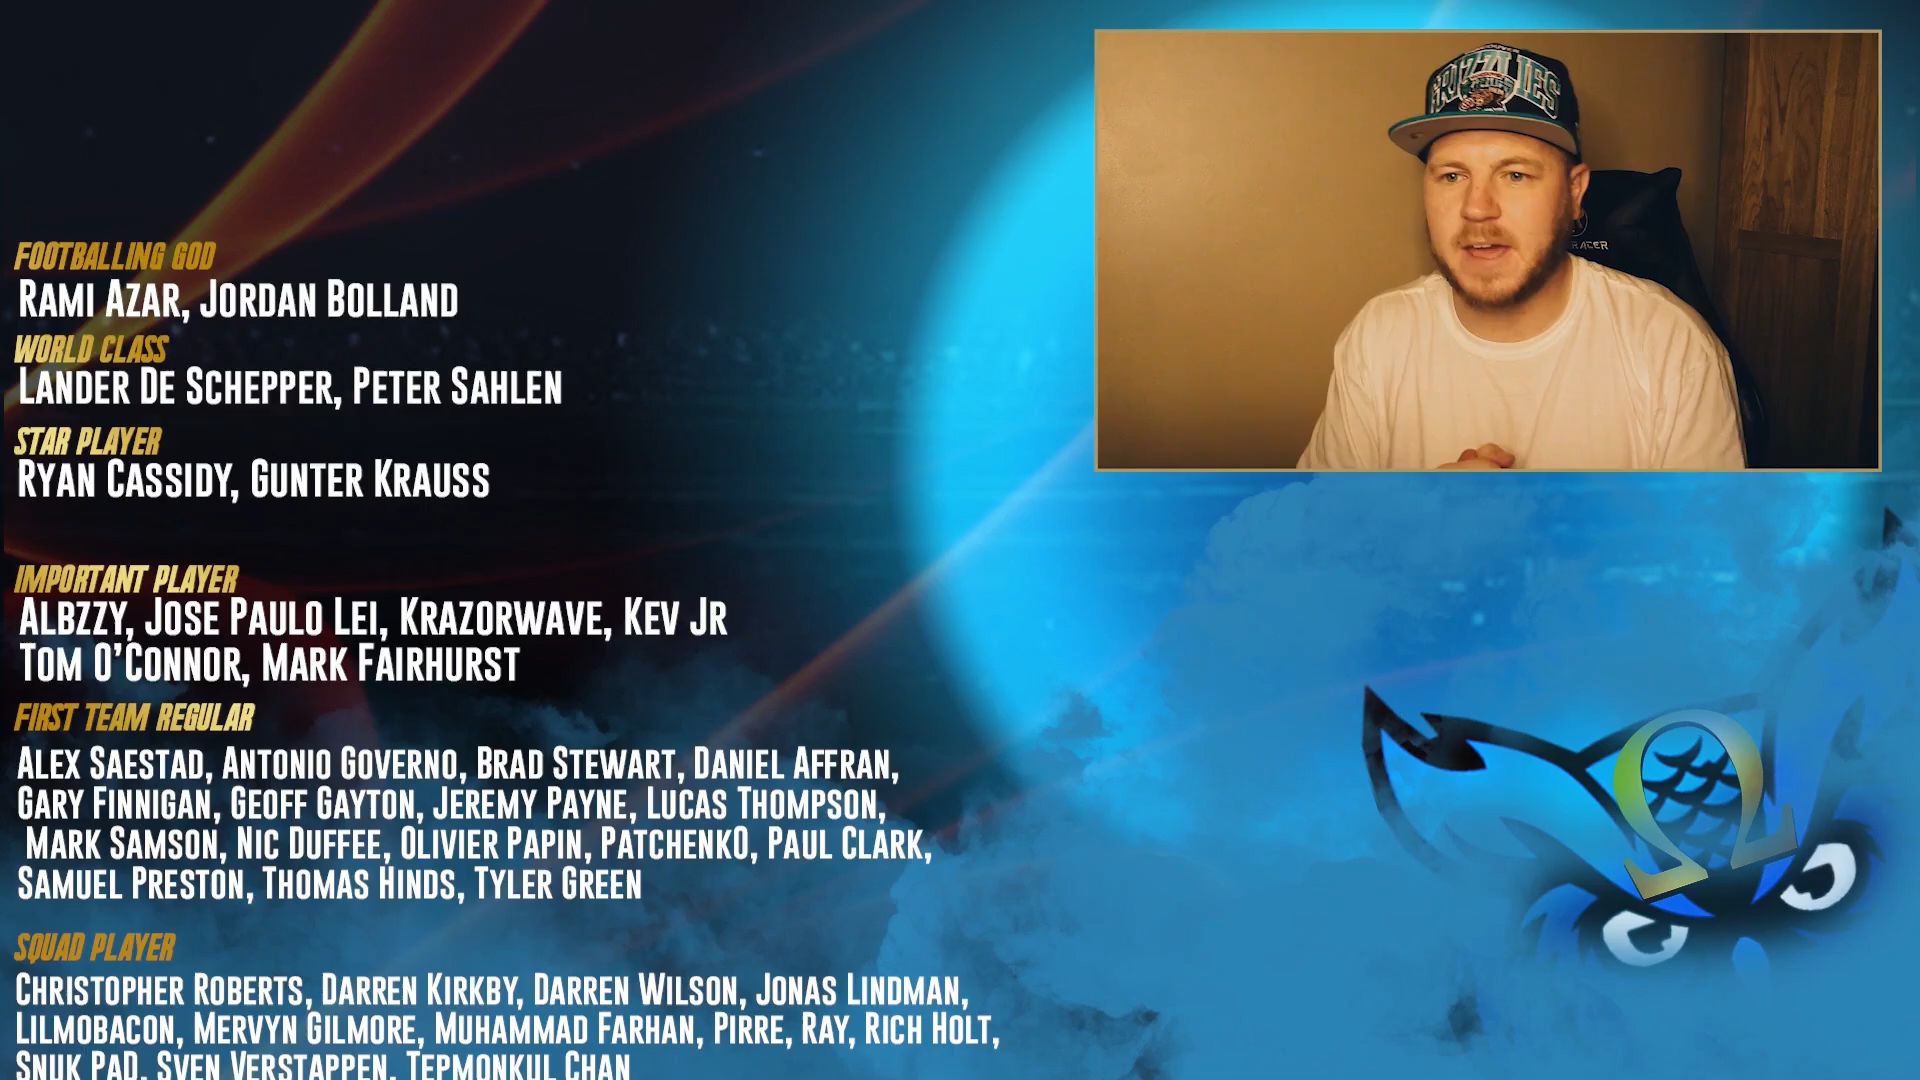 GRIZZLIES
RACER
FOOTBALLING GOD
RAMI AZAR, JORDAN BOLLAND
WORLD CLASS
LANDER DE SCHEPPER, PETER SAHLEN
STAR PLAYER
RYAN CASSIDY, GUNTER KRAUSS
IMPORTANT PLAYER
ALBZZY, JOSE PAULO LEI, KRAZORWAVE, KEV JR
TOM O'CONNOR, MARK FAIRHURST
FIRST TEAM REGULAR
ALEX SAESTAD, ANTONIO GOVERNO, BRAD STEWART, DANIEL AFFRAN,
GARY FINNIGAN, GEOFF GAYTON, JEREMY PAYNE, LUCAS THOMPSON,
MARK SAMSON, NIC DUFFEE, OLIVIER PAPIN, PATCHENKO, PAUL CLARK,
SAMUEL PRESTON, THOMAS HINDS, TYLER GREEN
SQUAD PLAYER
CHRISTOPHER ROBERTS, DARREN KIRKBY, DARREN WILSON, JONAS LINDMAN,
LILMOBACON, MERVYN GILMORE, MUHAMMAD FARHAN, PIRRE, RAY, RICH HOLT,
SNUK PAD, SVEN VERSTAPPEN, TEPMONKUL CHAN
Ω